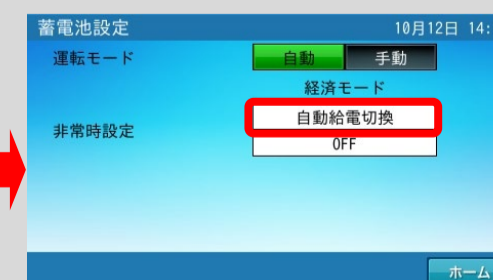 蓄電池設定 10月12日 14:
運転モード 自動 手動
経済モード
自動給電切換
非常時設定
OFF
ホーム